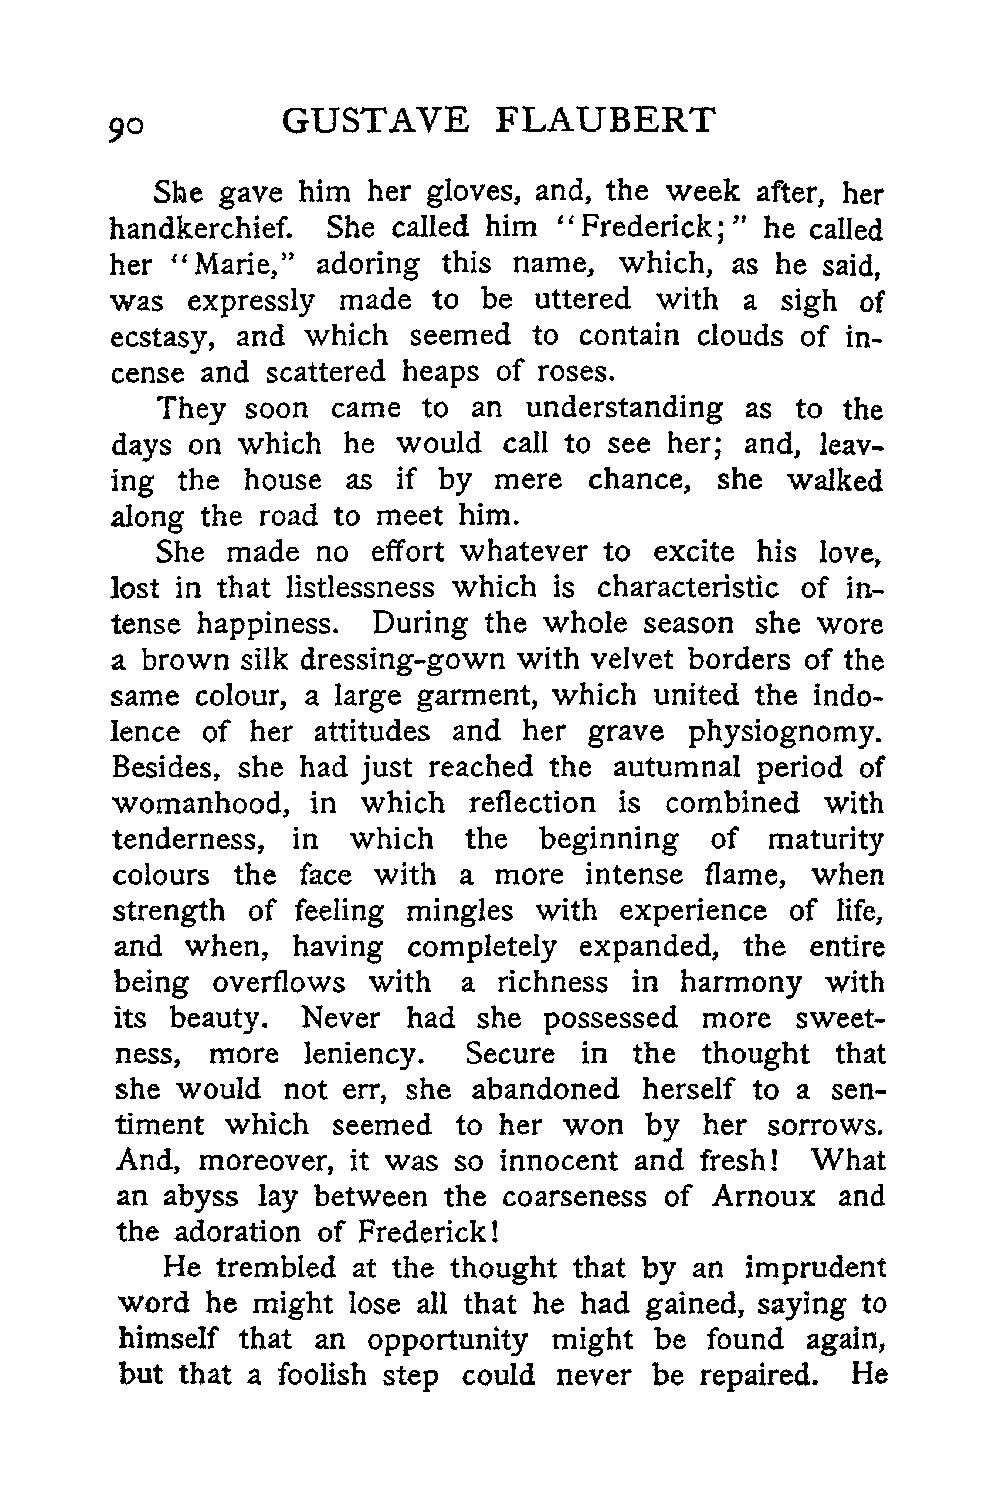 90 GUSTAVE FLAUBERT
She gave him her gloves, and, the week after, her
handkerchief. She called him "Frederick;" he called
her "Marie," adoring this name, which, as he said,
was expressly made to be uttered with a sigh of
ecstasy, and which seemed to contain clouds of in-
cense and scattered heaps of roses.
They soon came to an understanding as to the
days on which he would call to see her; and, leav-
ing the house as if by mere chance, she walked
along the road to meet him.
She made no effort whatever to excite his love,
lost in that listlessness which is characteristic of in-
tense happiness. During the whole season she wore
a brown silk dressing-gown with velvet borders of the
same colour, a large garment, which united the indo-
lence of her attitudes and her grave physiognomy.
Besides, she had just reached the autumnal period of
womanhood, in which reflection is combined with
tenderness, in which the beginning of maturity
colours the face with a more intense flame, when
strength of feeling mingles with experience of life,
and when, having completely expanded, the entire
being overflows with a richness in harmony with
its beauty. Never had she possessed more sweet-
ness, more leniency. Secure in the thought that
she would not err, she abandoned herself to a sen-
timent which seemed to her won by her sorrows.
And, moreover, it was so innocent and fresh! What
an abyss lay between the coarseness of Arnoux and
the adoration of Frederick!
He trembled at the thought that by an imprudent
word he might lose all that he had gained, saying to
himself that an opportunity might be found again,
but that a foolish step could never be repaired. He